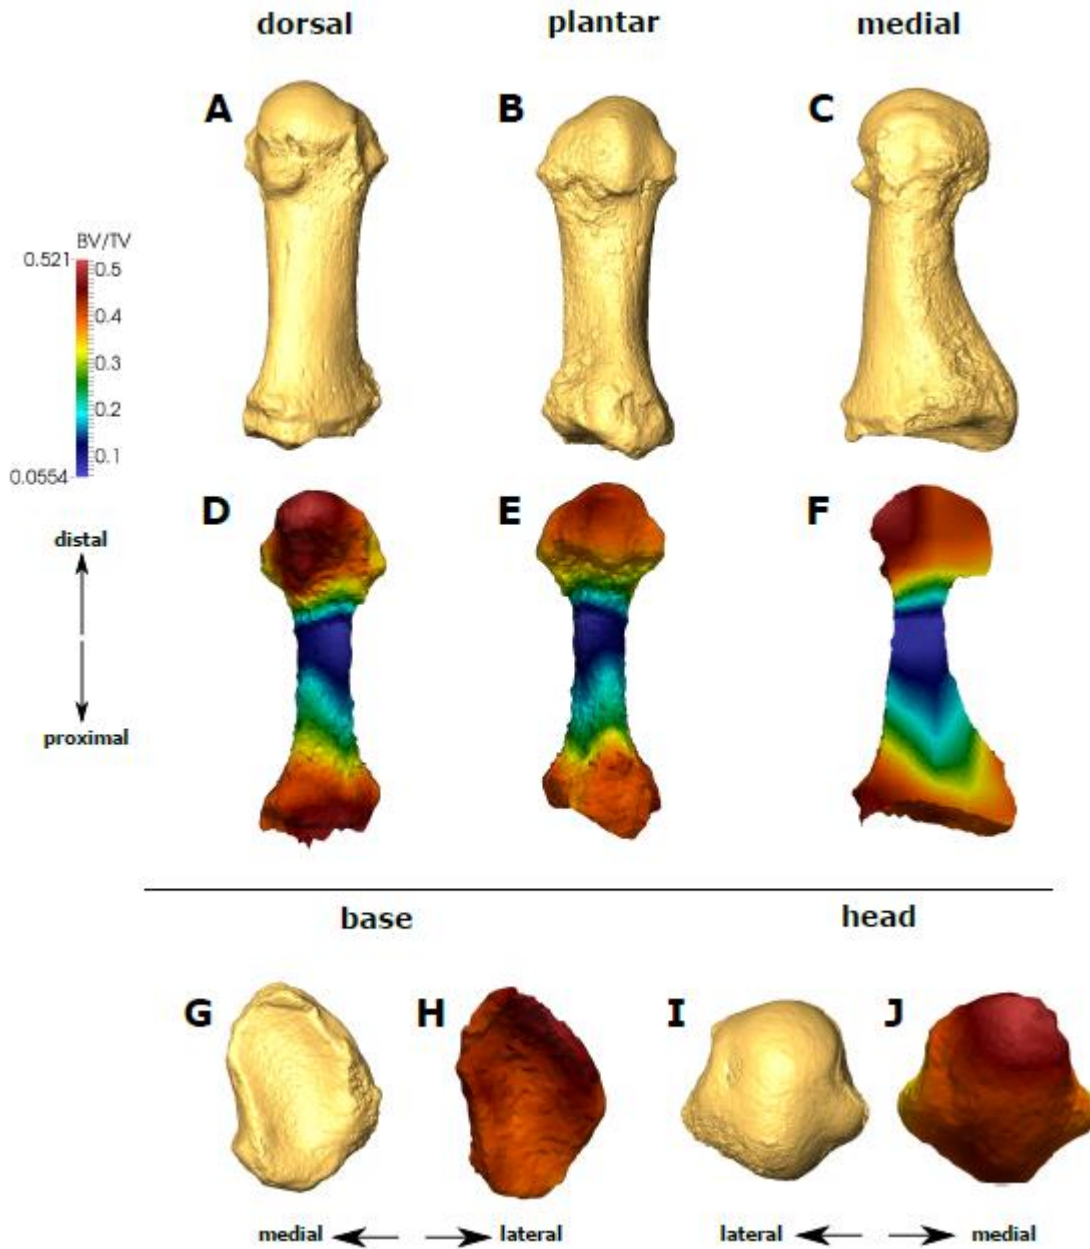 dorsal plantar medial
A B C
BV/TV
0.521 0.5
0.4
0.3
0.2
0.1
0.0554
D E F
distal
proximal
base head
G H I J
medial lateral lateral medial